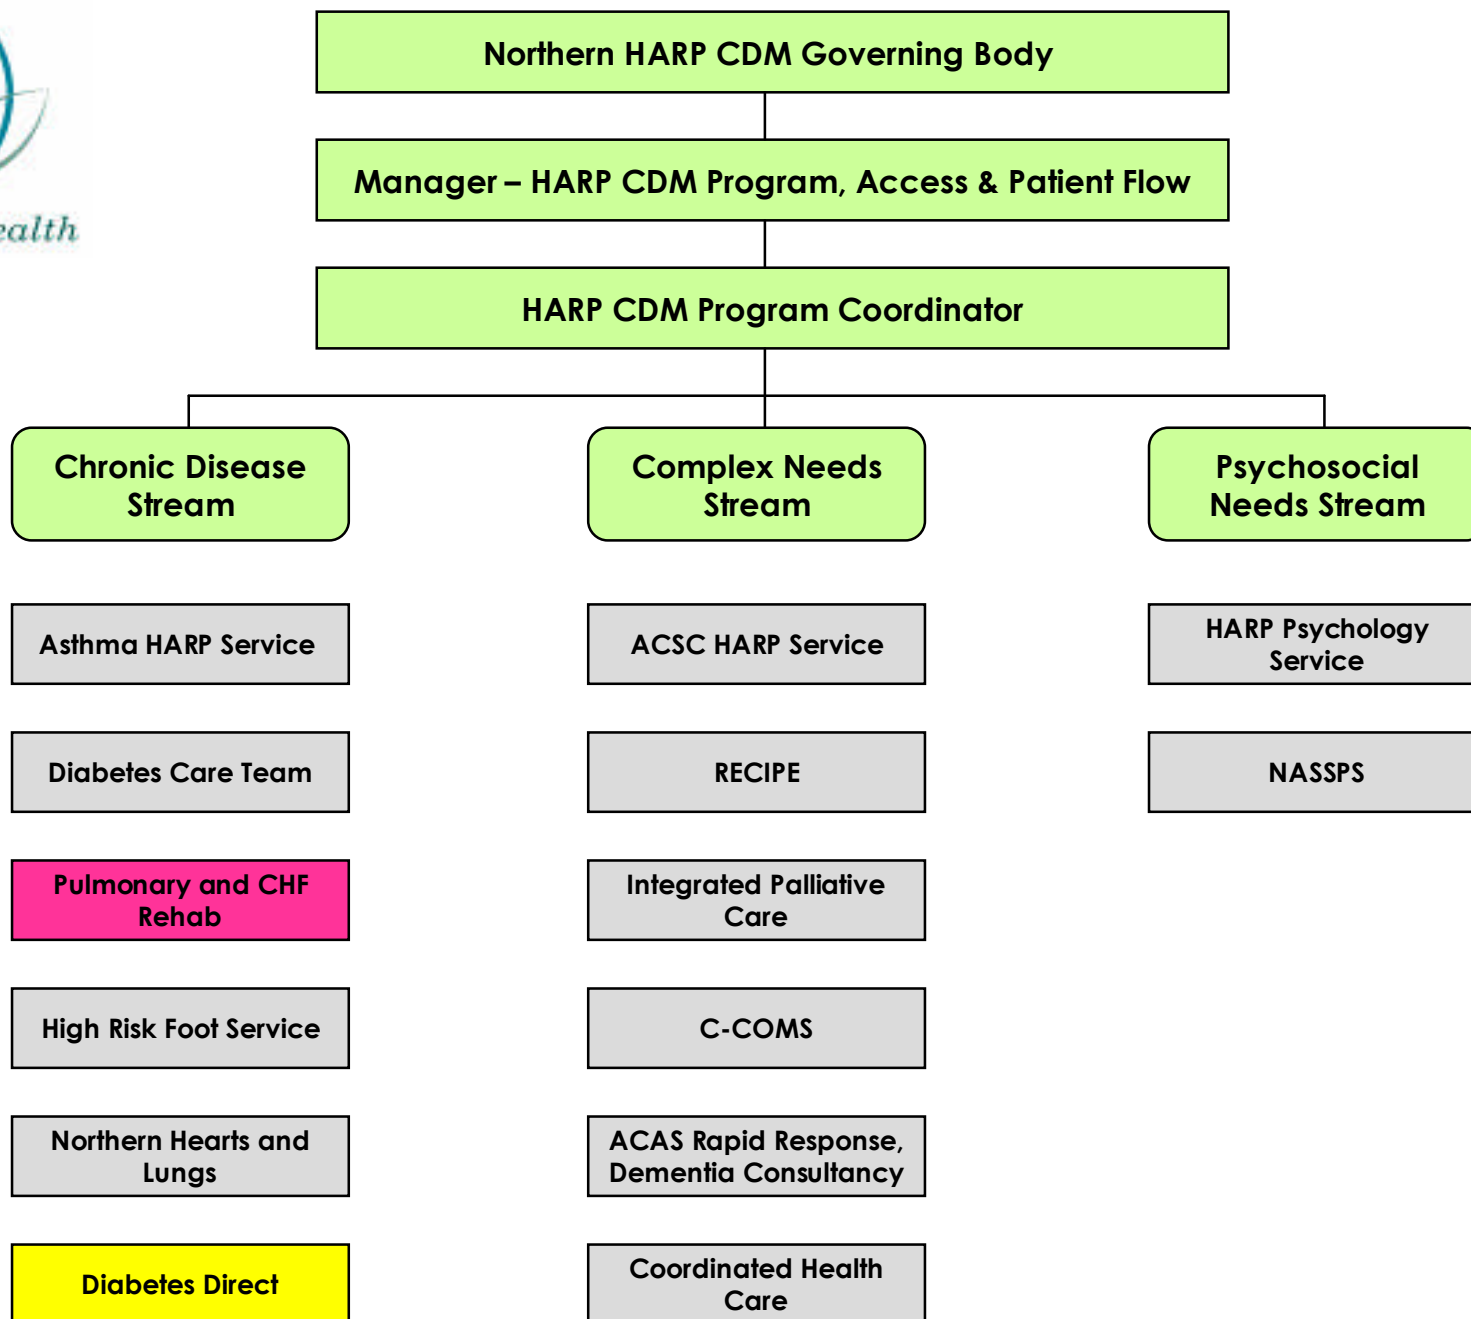 Northern HARP CDM Governing Body
Manager – HARP CDM Program, Access & Patient Flow
ealth
HARP CDM Program Coordinator
Chronic Disease
Stream
Complex Needs
Stream
Psychosocial
Needs Stream
Asthma HARP Service
ACSC HARP Service
HARP Psychology
Service
Diabetes Care Team
RECIPE
NASSPS
Pulmonary and CHF
Rehab
Integrated Palliative
Care
High Risk Foot Service
C-COMS
Northern Hearts and
Lungs
ACAS Rapid Response,
Dementia Consultancy
Diabetes Direct
Coordinated Health
Care